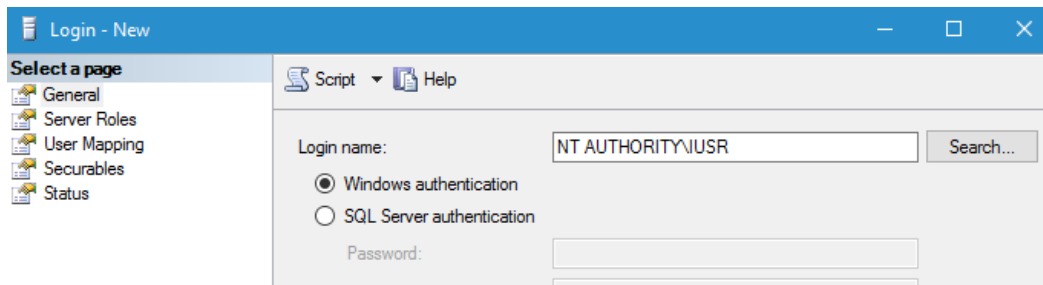 Login - New
Select a page
General
Server Roles
User Mapping
Securables
Status
Script Help
Login name: NT AUTHORITY\IUSR Search...
Windows authentication
SQL Server authentication
Password: